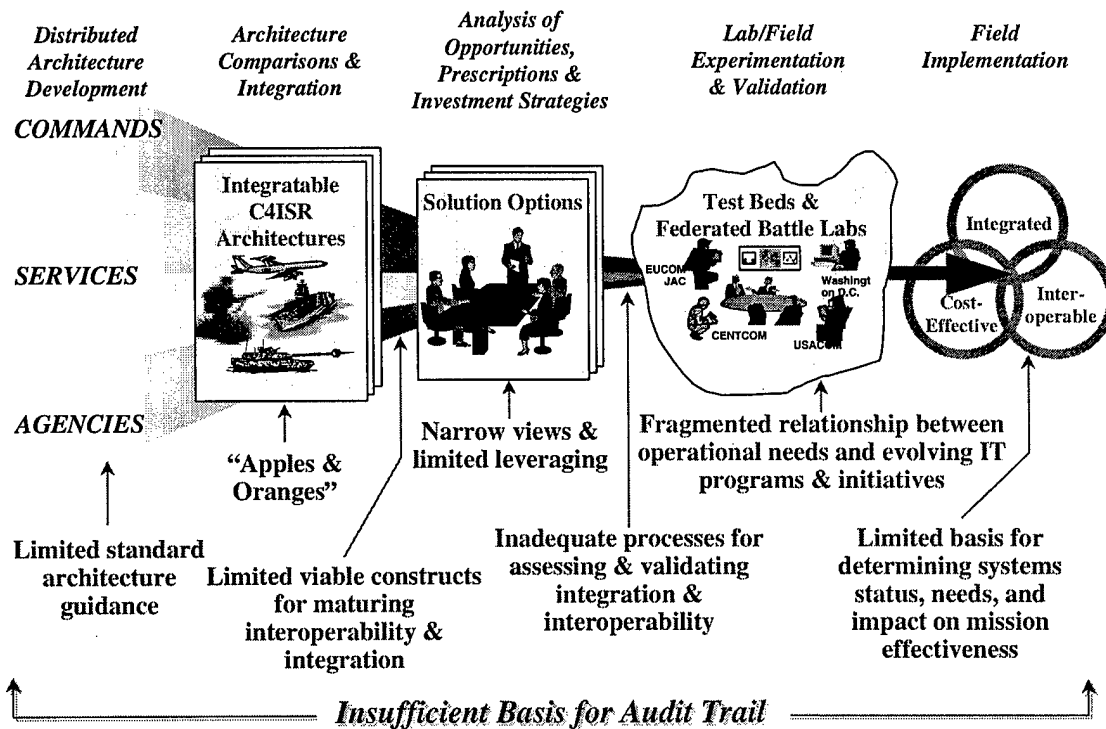 Distributed
Architecture
Development
Architecture
Comparisons &
Integration
Analysis of
Opportunities,
Prescriptions &
Investment Strategies
Lab/Field
Experimentation
& Validation
Field
Implementation
COMMANDS
SERVICES
AGENCIES
Integratable
C4ISR
Architectures
Solution Options
Test Beds &
Federated Battle Labs
EUCOM
JAC
Washingt
on D.C.
CENTCOM
USACOM
Integrated
Cost-
Effective
Inter-
operable
"Apples &
Oranges"
Narrow views &
limited leveraging
Fragmented relationship between
operational needs and evolving IT
programs & initiatives
Limited standard
architecture
guidance
Limited viable constructs
for maturing
interoperability &
integration
Inadequate processes for
assessing & validating
integration &
interoperability
Limited basis for
determining systems
status, needs, and
impact on mission
effectiveness
Insufficient Basis for Audit Trail